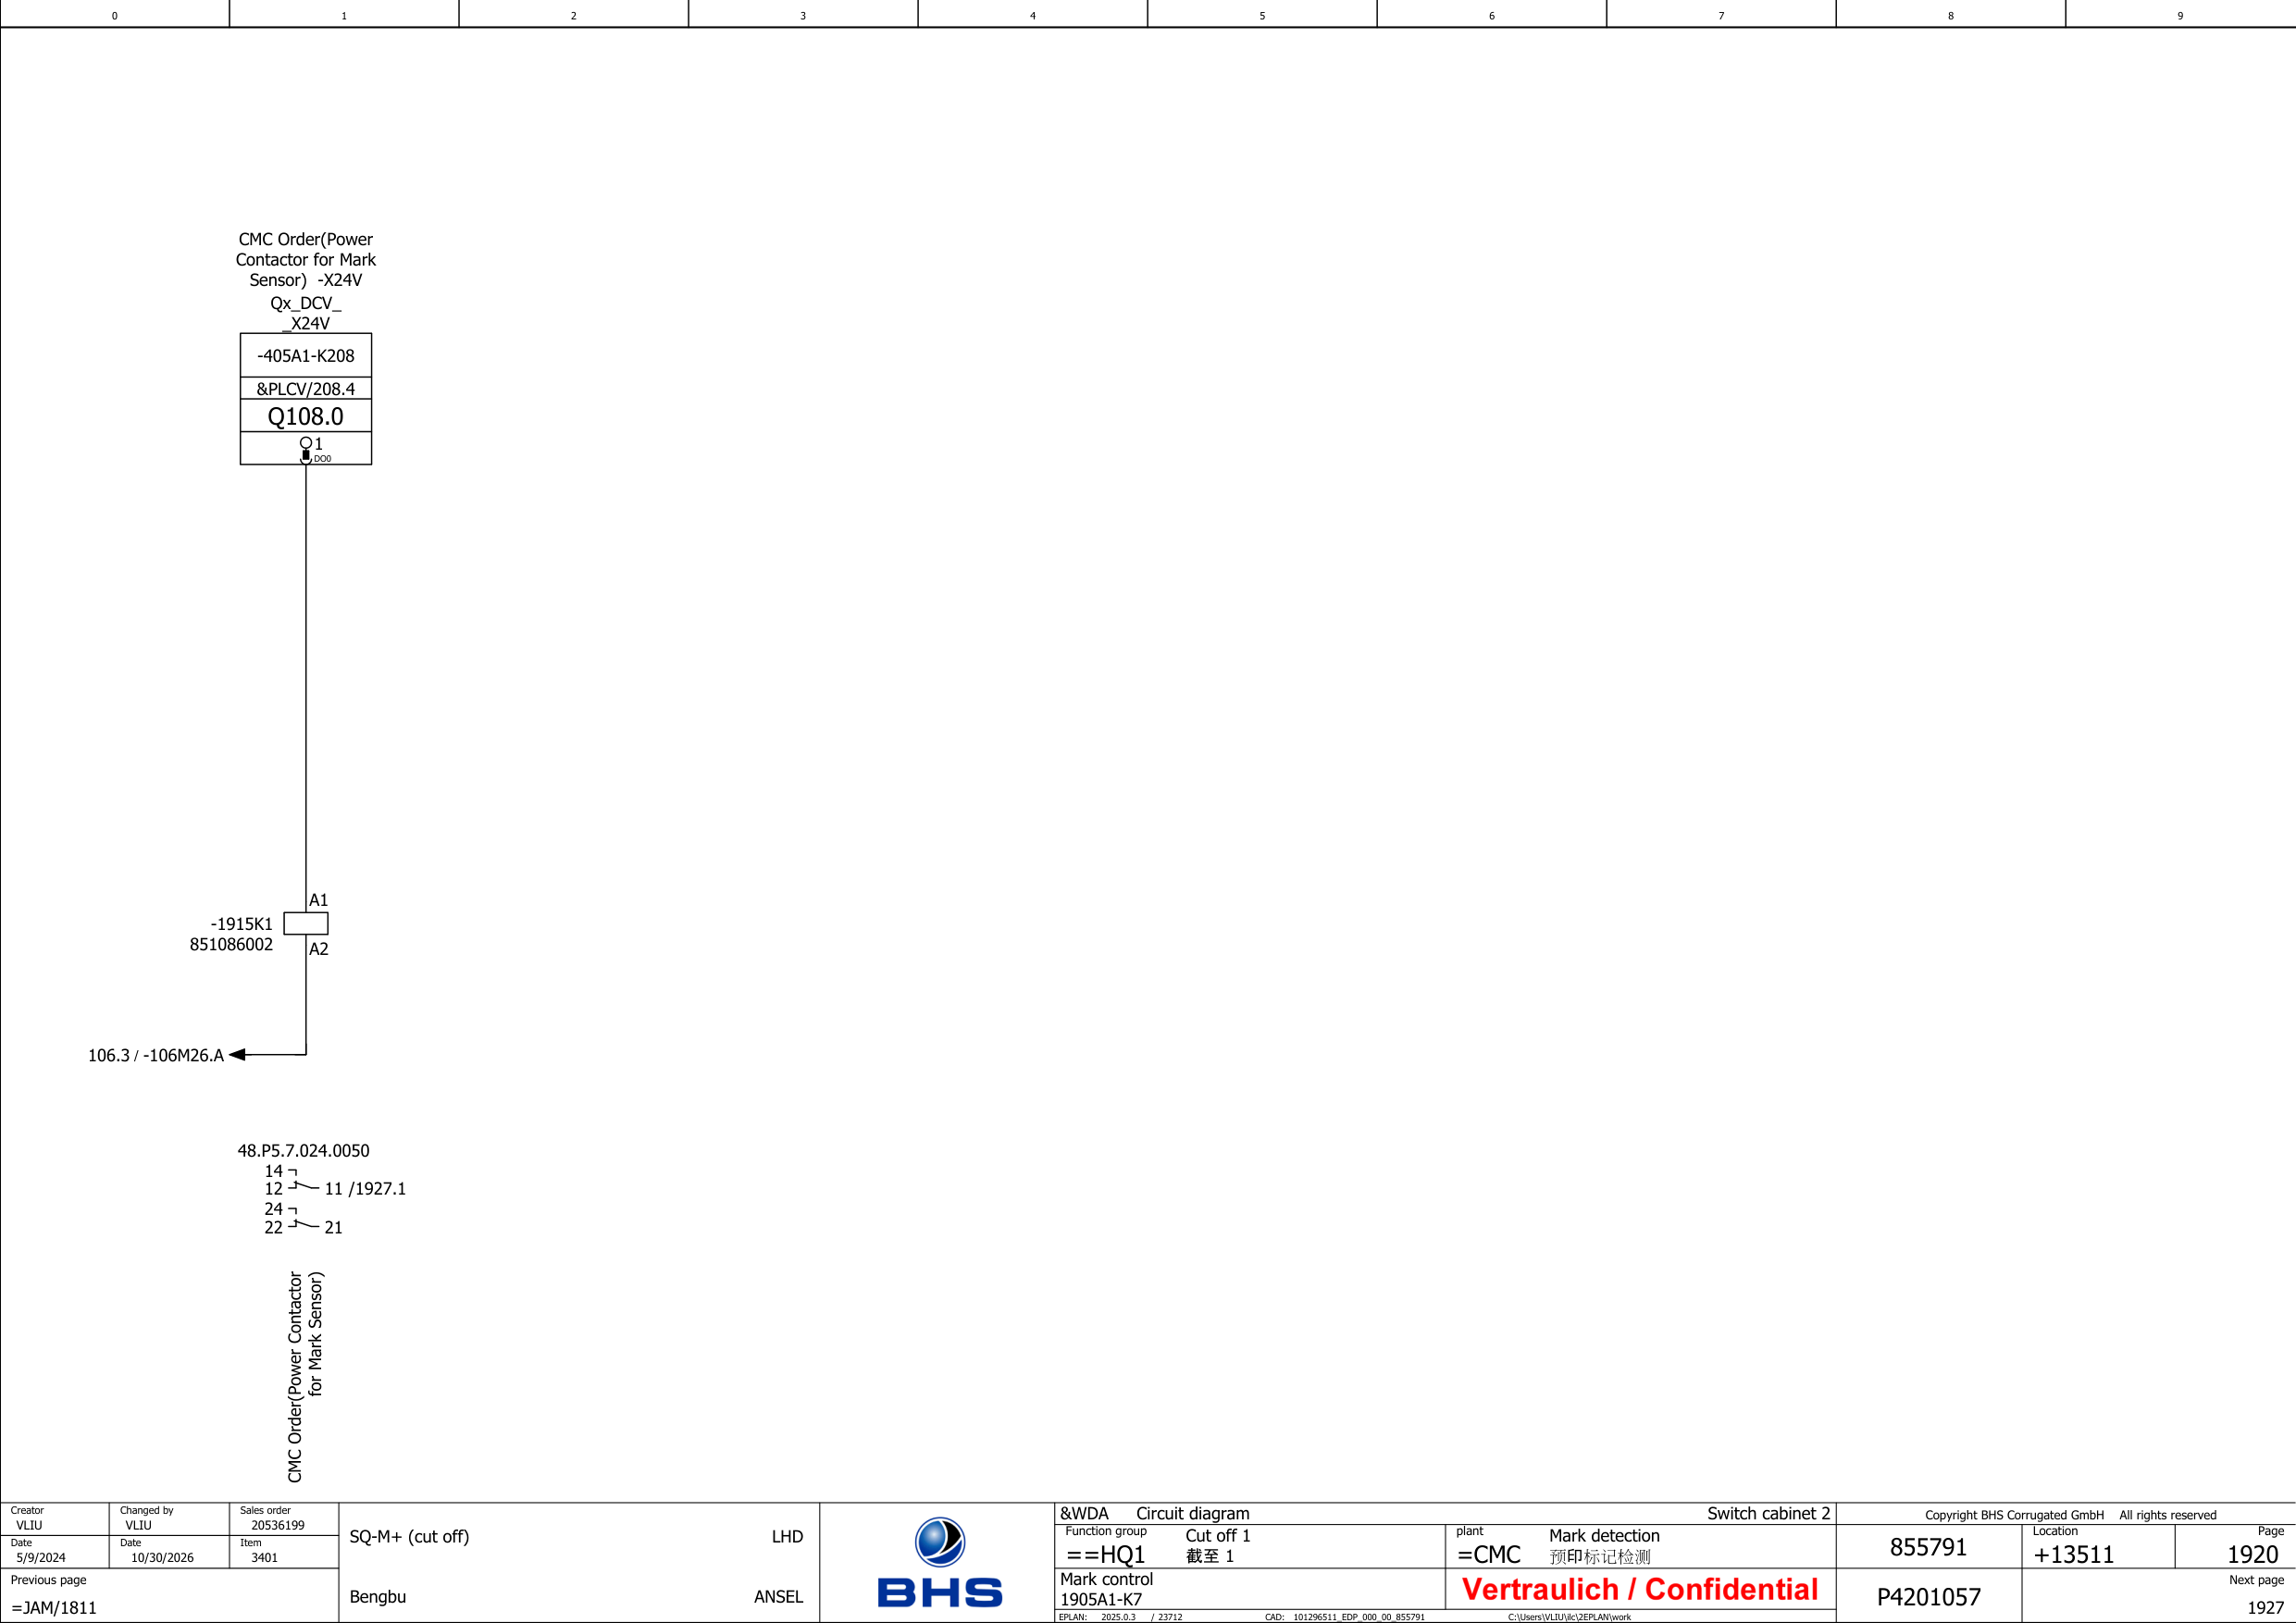 0 1 2 3 4 5 6 7 8 9
CMC Order(Power
Contactor for Mark
Sensor) -X24V
Qx_DCV_
_X24V
-405A1-K208
&PLCV/208.4
Q108.0
1
DO0
A1
-1915K1
851086002
A2
106.3 / -106M26.A
48.P5.7.024.0050
14
12 11 /1927.1
24
22 21
CMC Order(Power Contactor
for Mark Sensor)
Creator
VLIU
Changed by
VLIU
Sales order
20536199
Date
5/9/2024
Date
10/30/2026
Item
3401
Previous page
=JAM/1811
SQ-M+ (cut off) LHD
Bengbu ANSEL
BHS
&WDA Circuit diagram Switch cabinet 2
Function group
==HQ1
Cut off 1
截至 1
plant
=CMC
Mark detection
预印标记检测
Mark control
1905A1-K7
Vertraulich / Confidential
EPLAN: 2025.0.3 / 23712 CAD: 101296511_EDP_000_00_855791 C:\Users\VLIU\ilc\2EPLAN\work
Copyright BHS Corrugated GmbH All rights reserved
855791
Location
+13511
Page
1920
P4201057
Next page
1927